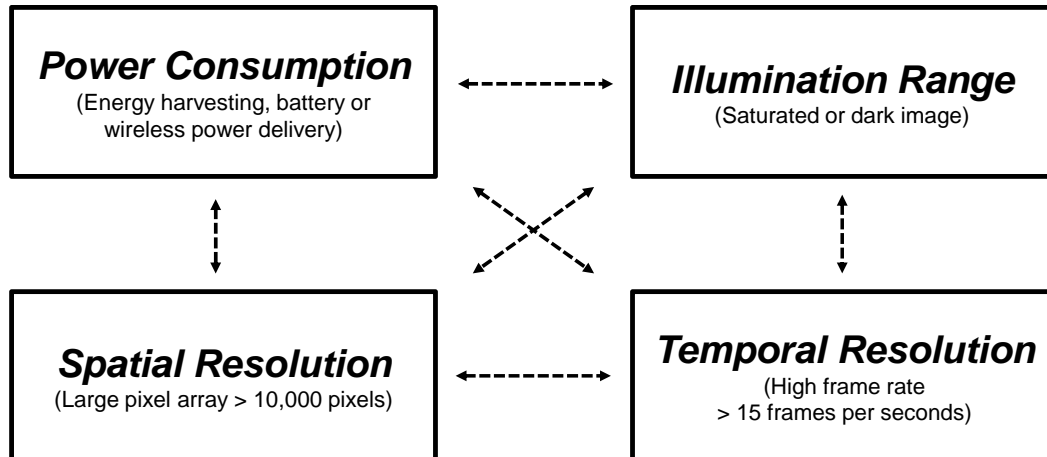 Power Consumption
(Energy harvesting, battery or
wireless power delivery)
Illumination Range
(Saturated or dark image)
Spatial Resolution
(Large pixel array > 10,000 pixels)
Temporal Resolution
(High frame rate
> 15 frames per seconds)